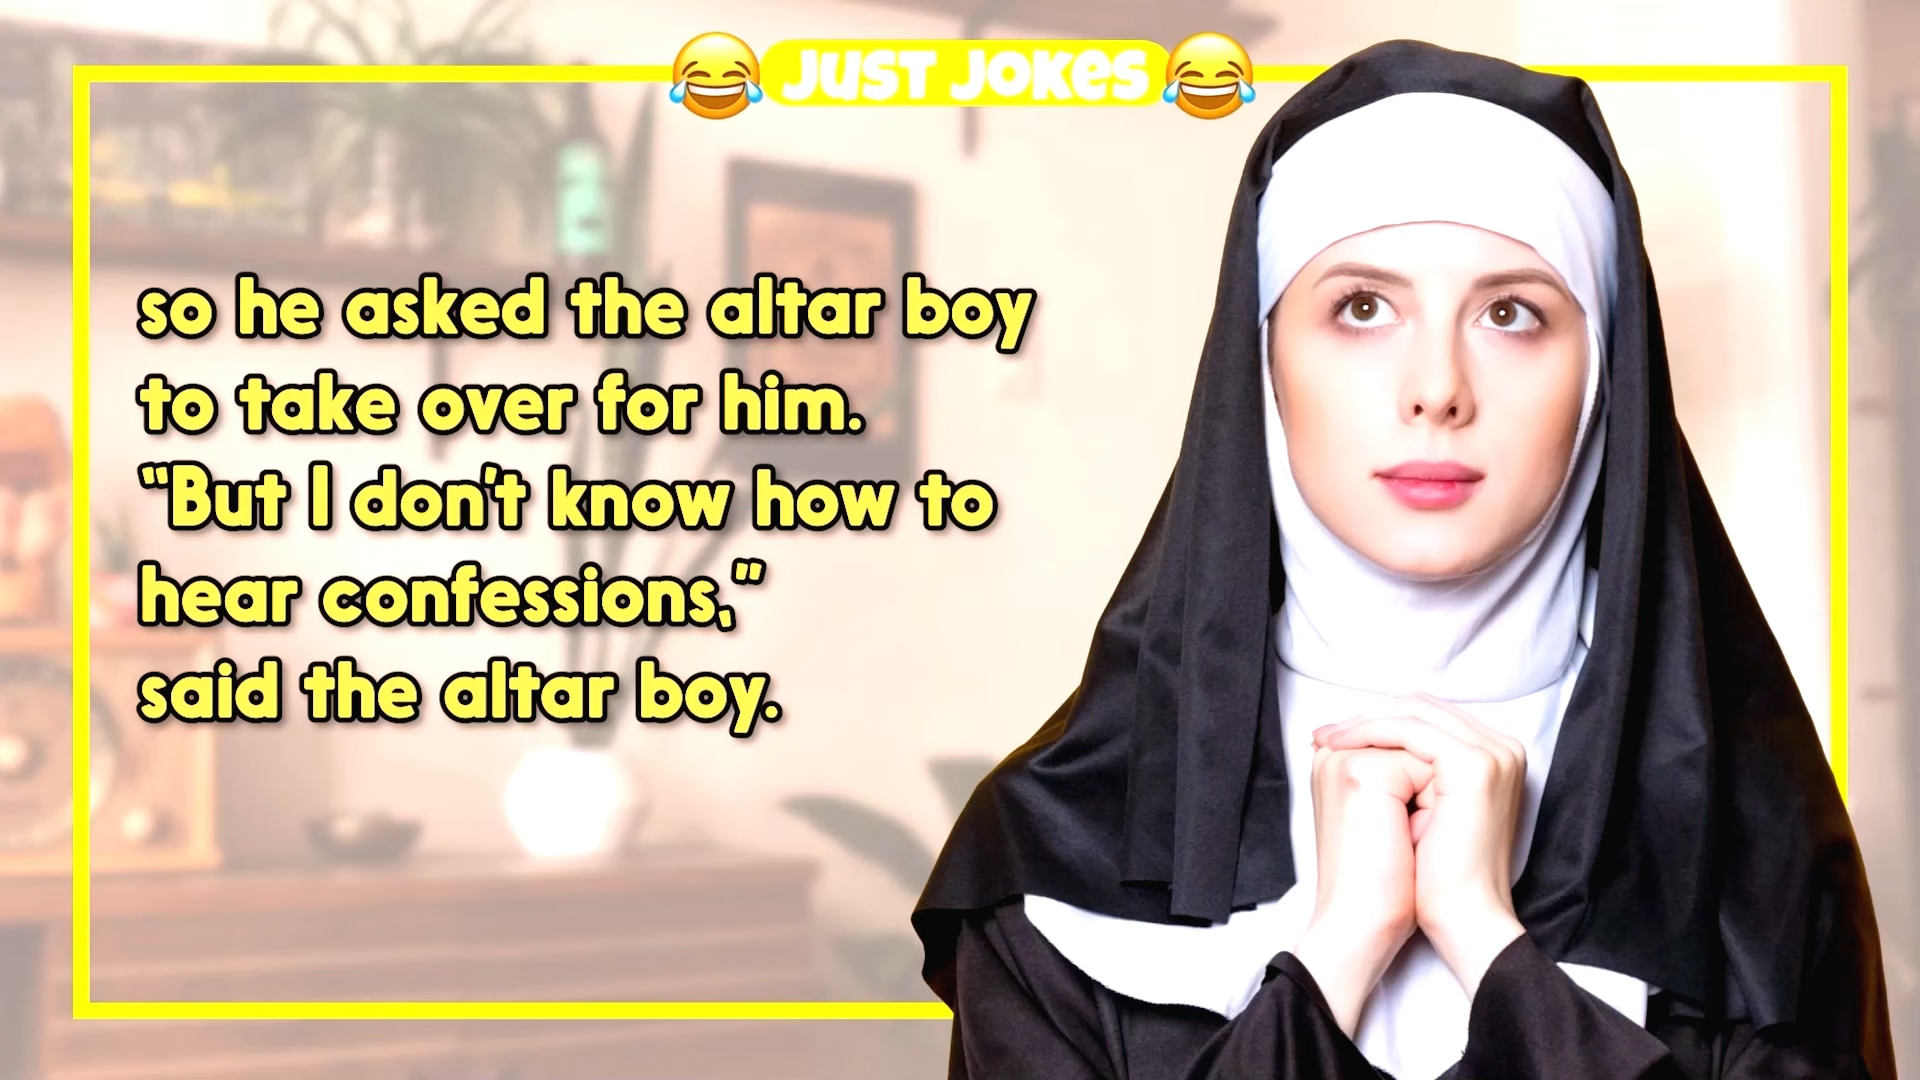 JUST JOKES
so he asked the altar boy
to take over for him.
“But I don't know how to
hear confessions,”
said the altar boy.